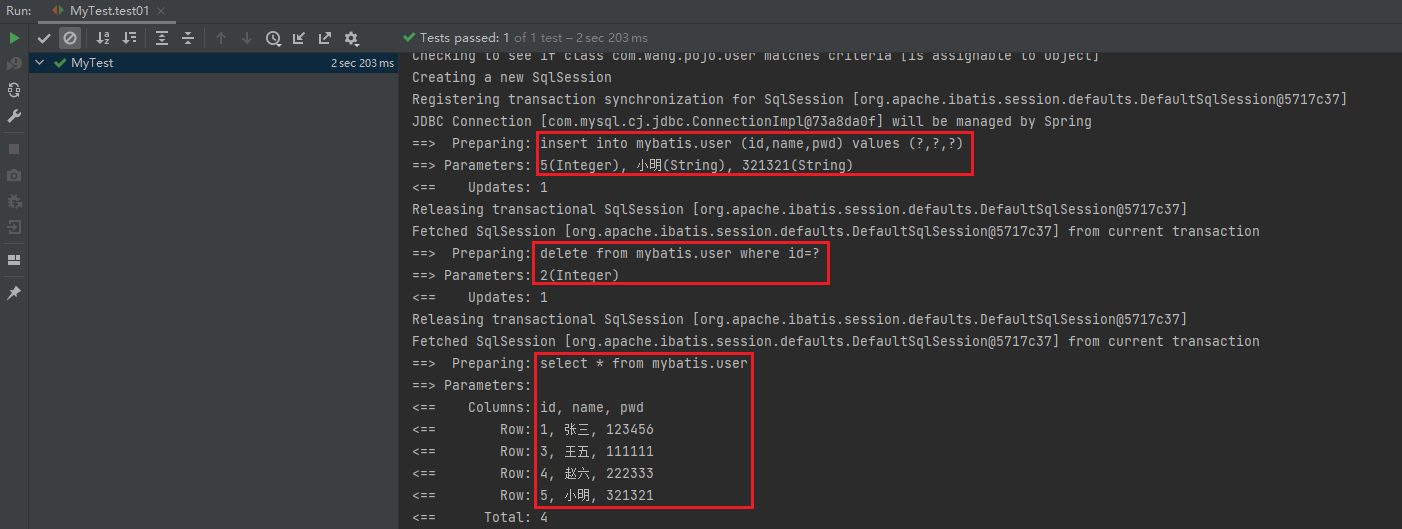 Run: MyTest.test01 ×
Tests passed: 1 of 1 test – 2 sec 203 ms
MyTest 2 sec 203 ms
Checking to see if class com.wang.pojo.User matches criteria [is assignable to Object]
Creating a new SqlSession
Registering transaction synchronization for SqlSession [org.apache.ibatis.session.defaults.DefaultSqlSession@5717c37]
JDBC Connection [com.mysql.cj.jdbc.ConnectionImpl@73a8da0f] will be managed by Spring
==>  Preparing: insert into mybatis.user (id,name,pwd) values (?,?,?)
==> Parameters: 5(Integer), 小明(String), 321321(String)
<==    Updates: 1
Releasing transactional SqlSession [org.apache.ibatis.session.defaults.DefaultSqlSession@5717c37]
Fetched SqlSession [org.apache.ibatis.session.defaults.DefaultSqlSession@5717c37] from current transaction
==>  Preparing: delete from mybatis.user where id=?
==> Parameters: 2(Integer)
<==    Updates: 1
Releasing transactional SqlSession [org.apache.ibatis.session.defaults.DefaultSqlSession@5717c37]
Fetched SqlSession [org.apache.ibatis.session.defaults.DefaultSqlSession@5717c37] from current transaction
==>  Preparing: select * from mybatis.user
==> Parameters:
<==    Columns: id, name, pwd
<==        Row: 1, 张三, 123456
<==        Row: 3, 王五, 111111
<==        Row: 4, 赵六, 222333
<==        Row: 5, 小明, 321321
<==      Total: 4